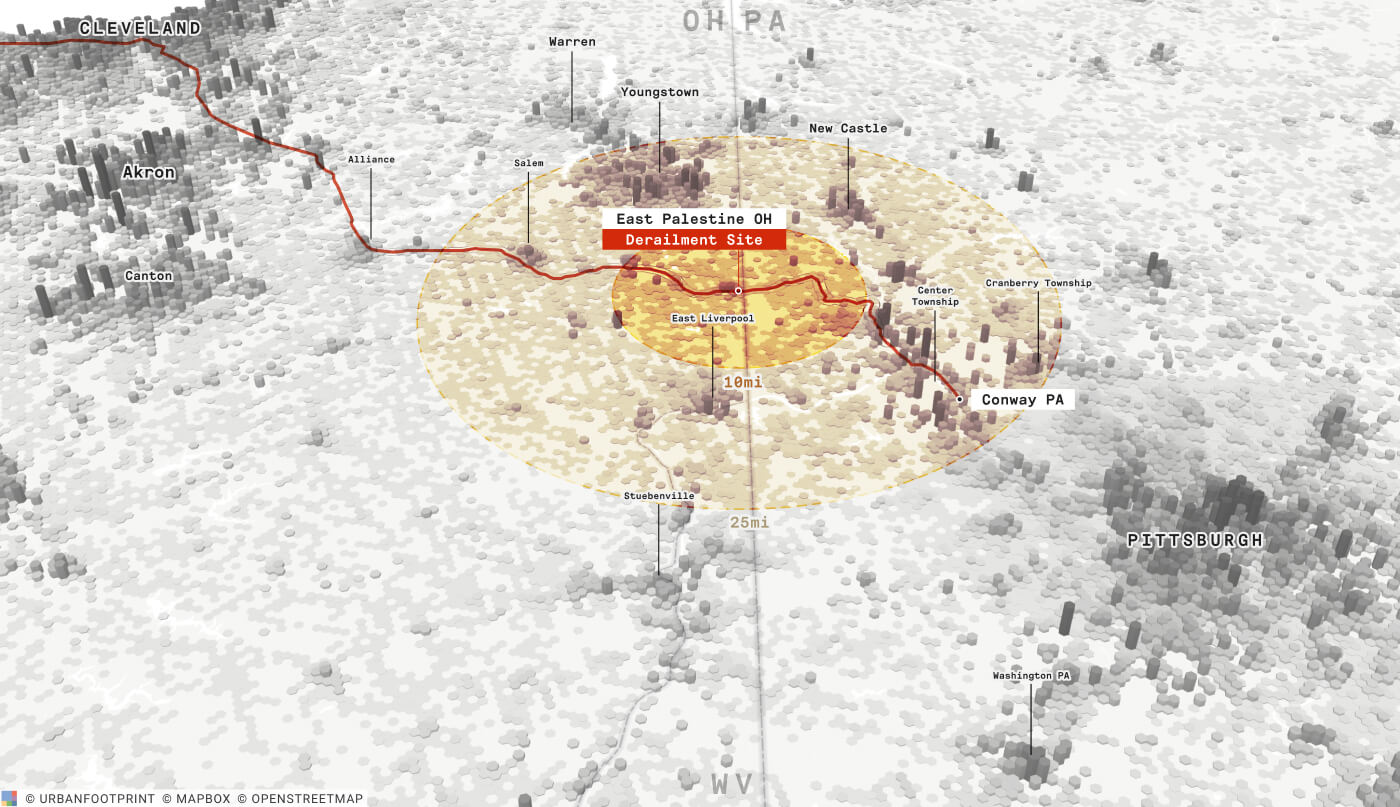 OH PA
CLEVELAND
Warren
Youngstown
New Castle
Alliance
Salem
Akron
East Palestine OH
Derailment Site
Canton
Cranberry Township
Center
Township
East Liverpool
10mi
Conway PA
Stuebenville
25mi
PITTSBURGH
Washington PA
WV
© URBANFOOTPRINT © MAPBOX © OPENSTREETMAP